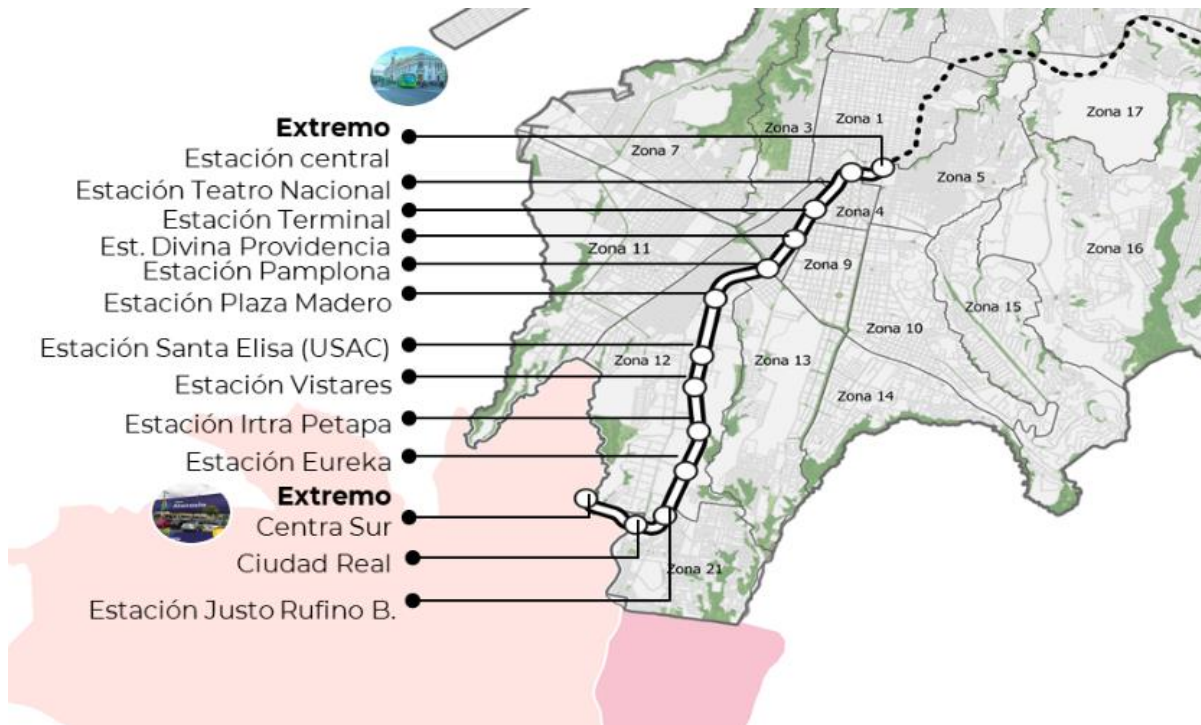 Extremo
Estación central
Estación Teatro Nacional
Estación Terminal
Est. Divina Providencia
Estación Pamplona
Estación Plaza Madero
Estación Santa Elisa (USAC)
Estación Vistares
Estación Irtra Petapa
Estación Eureka
Extremo
Centra Sur
Ciudad Real
Estación Justo Rufino B.
Zona 1
Zona 3
Zona 17
Zona 7
Zona 5
Zona 4
Zona 11
Zona 16
Zona 9
Zona 15
Zona 10
Zona 12
Zona 13
Zona 14
Zona 21